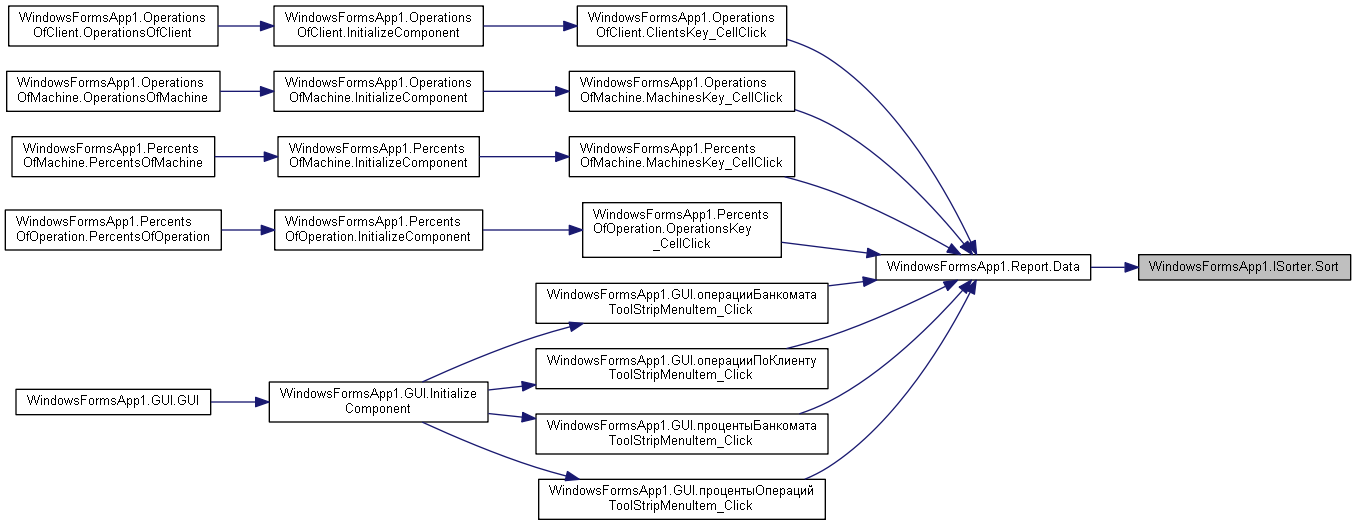 WindowsFormsApp1.Operations
OfClient.OperationsOfClient
WindowsFormsApp1.Operations
OfClient.InitializeComponent
WindowsFormsApp1.Operations
OfClient.ClientsKey_CellClick
WindowsFormsApp1.Operations
OfMachine.OperationsOfMachine
WindowsFormsApp1.Operations
OfMachine.InitializeComponent
WindowsFormsApp1.Operations
OfMachine.MachinesKey_CellClick
WindowsFormsApp1.Percents
OfMachine.PercentsOfMachine
WindowsFormsApp1.Percents
OfMachine.InitializeComponent
WindowsFormsApp1.Percents
OfMachine.MachinesKey_CellClick
WindowsFormsApp1.Percents
OfOperation.PercentsOfOperation
WindowsFormsApp1.Percents
OfOperation.InitializeComponent
WindowsFormsApp1.Percents
OfOperation.OperationsKey
_CellClick
WindowsFormsApp1.Report.Data
WindowsFormsApp1.ISorter.Sort
WindowsFormsApp1.GUI.операцииБанкомата
ToolStripMenuItem_Click
WindowsFormsApp1.GUI.операцииПоКлиенту
ToolStripMenuItem_Click
WindowsFormsApp1.GUI.GUI
WindowsFormsApp1.GUI.Initialize
Component
WindowsFormsApp1.GUI.процентыБанкомата
ToolStripMenuItem_Click
WindowsFormsApp1.GUI.процентыОпераций
ToolStripMenuItem_Click